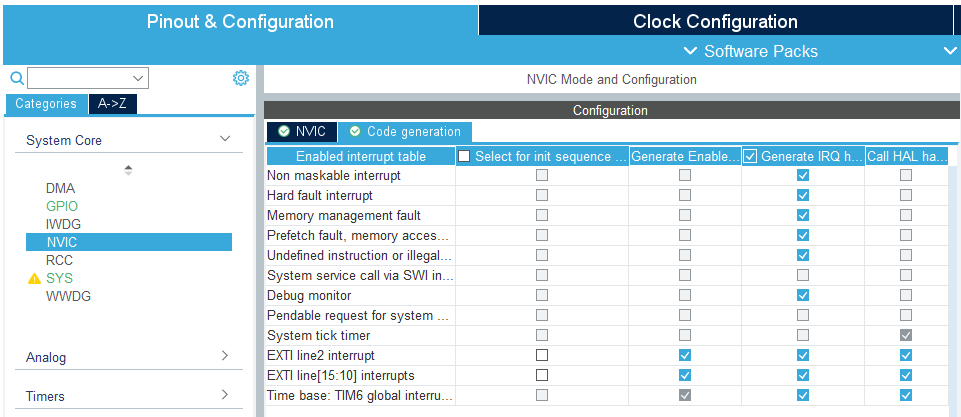 Pinout & Configuration
Clock Configuration
Software Packs
NVIC Mode and Configuration
Categories
A->Z
Configuration
System Core
DMA
GPIO
IWDG
NVIC
RCC
SYS
WWDG
Analog
Timers
NVIC
Code generation
Enabled interrupt table Select for init sequence ... Generate Enable... Generate IRQ h... Call HAL ha...
Non maskable interrupt
Hard fault interrupt
Memory management fault
Prefetch fault, memory acces...
Undefined instruction or illegal...
System service call via SWI in...
Debug monitor
Pendable request for system ...
System tick timer
EXTI line2 interrupt
EXTI line[15:10] interrupts
Time base: TIM6 global interru...